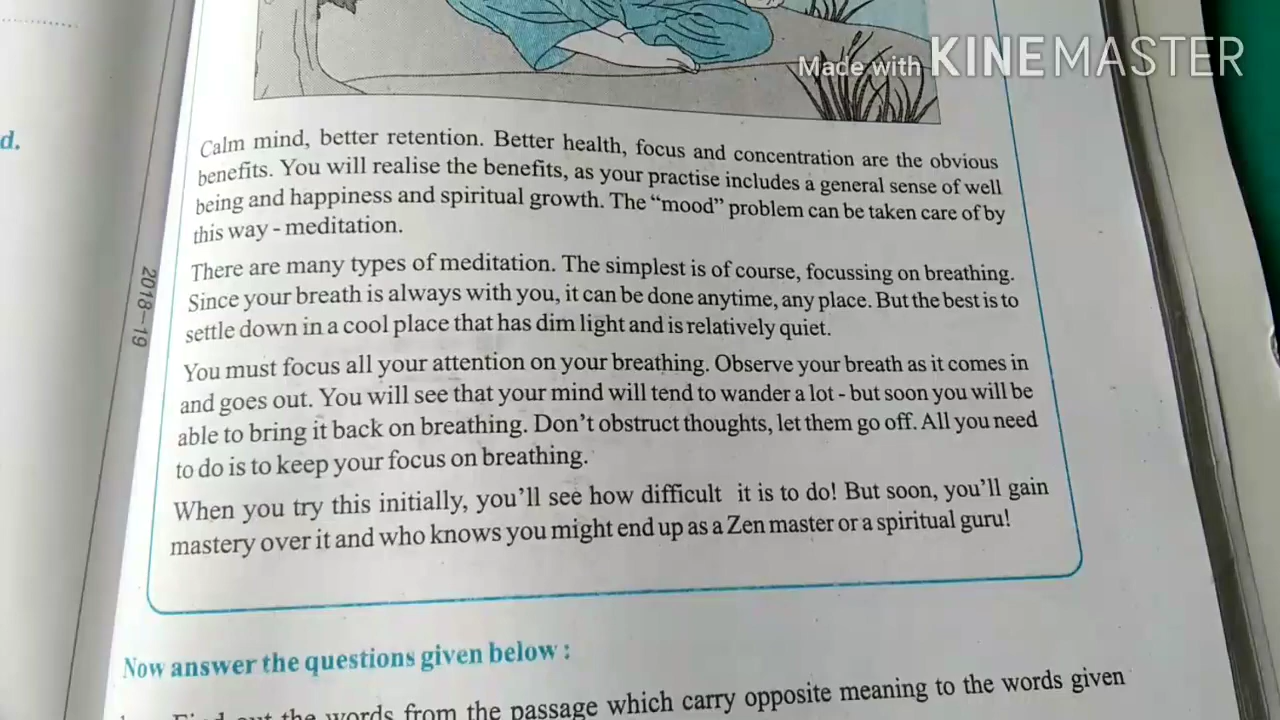 Made with KINEMASTER
d.
Calm mind, better retention. Better health, focus and concentration are the obvious
benefits. You will realise the benefits, as your practise includes a general sense of well
being and happiness and spiritual growth. The “mood” problem can be taken care of by
this way - meditation.
There are many types of meditation. The simplest is of course, focussing on breathing.
Since your breath is always with you, it can be done anytime, any place. But the best is to
settle down in a cool place that has dim light and is relatively quiet.
You must focus all your attention on your breathing. Observe your breath as it comes in
and goes out. You will see that your mind will tend to wander a lot - but soon you will be
able to bring it back on breathing. Don’t obstruct thoughts, let them go off. All you need
to do is to keep your focus on breathing.
When you try this initially, you’ll see how difficult it is to do! But soon, you’ll gain
mastery over it and who knows you might end up as a Zen master or a spiritual guru!
2018–19
Now answer the questions given below :
Find out the words from the passage which carry opposite meaning to the words given